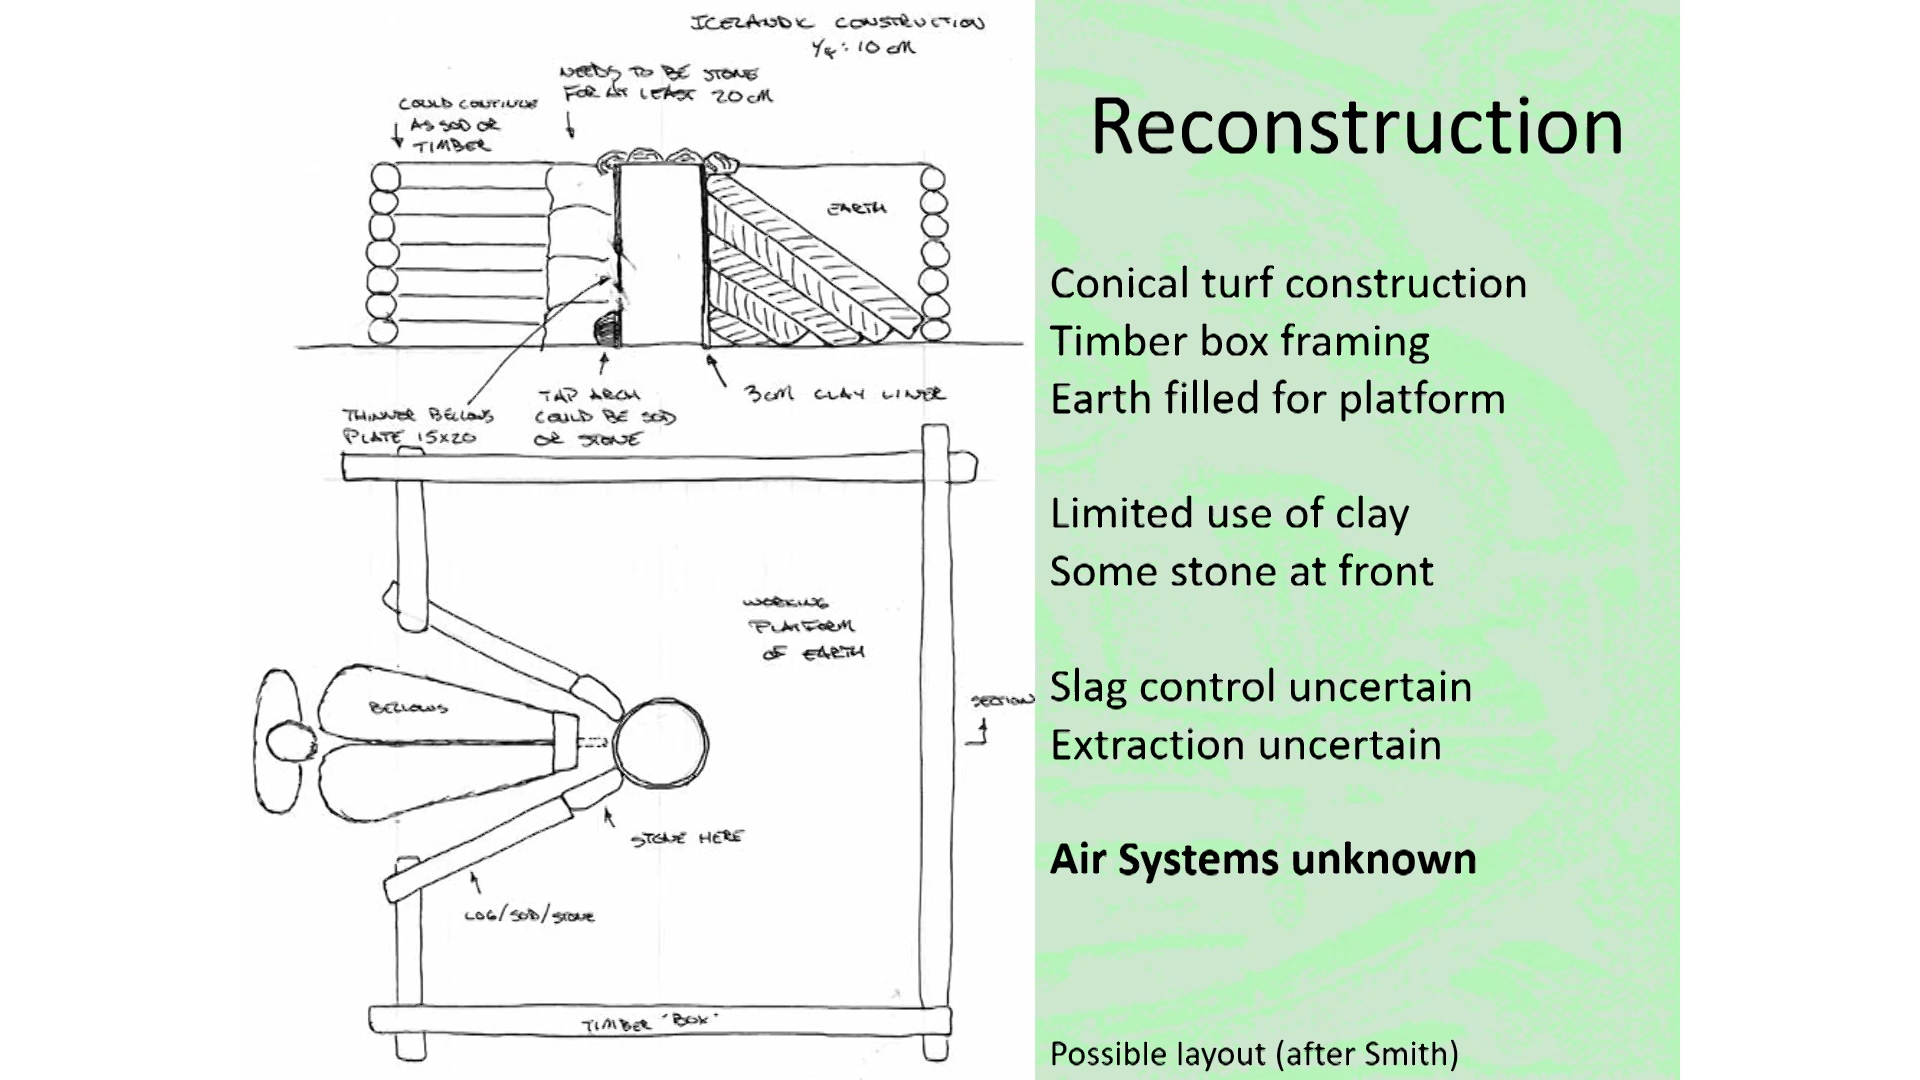 ICELANDIC CONSTRUCTION
1/4" : 10 cM
NEEDS TO BE STONE
FOR AT LEAST 20 cM
COULD CONTINUE
AS SOD OR
TIMBER
EARTH
THINNER BELLOWS
PLATE 15x20
TAP ARCH
COULD BE SOD
OR STONE
3cM CLAY LINER
WORKING
PLATFORM
OF EARTH
BELLOWS
SECTION
STONE HERE
LOG/SOD/STONE
TIMBER "BOX"
Reconstruction
Conical turf construction
Timber box framing
Earth filled for platform
Limited use of clay
Some stone at front
Slag control uncertain
Extraction uncertain
Air Systems unknown
Possible layout (after Smith)